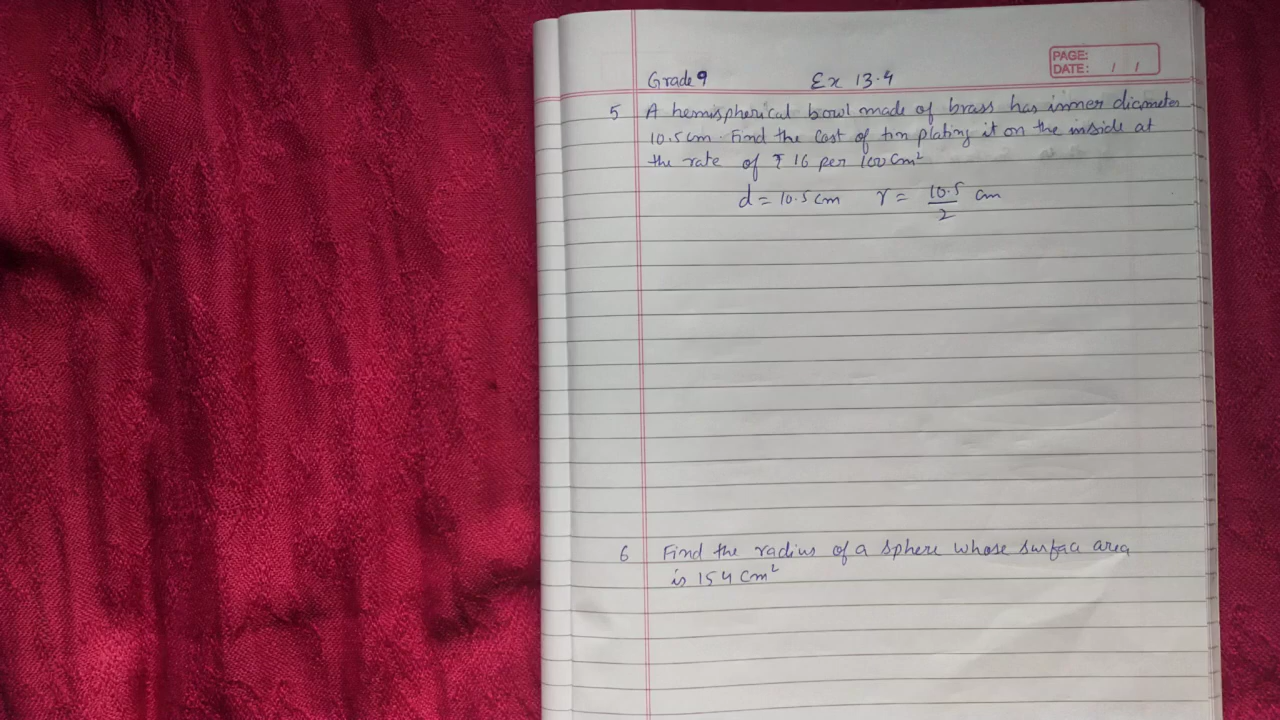 PAGE:
DATE: / /
Grade 9 Ex 13.4
5 A hemispherical bowl made of brass has inner diameter
10.5 cm. Find the Cost of tin plating it on the inside at
the rate of ₹ 16 per 100 Cm²
d = 10.5 cm r = 10.5/2 cm
6 Find the radius of a sphere whose surfac area
is 154 Cm²